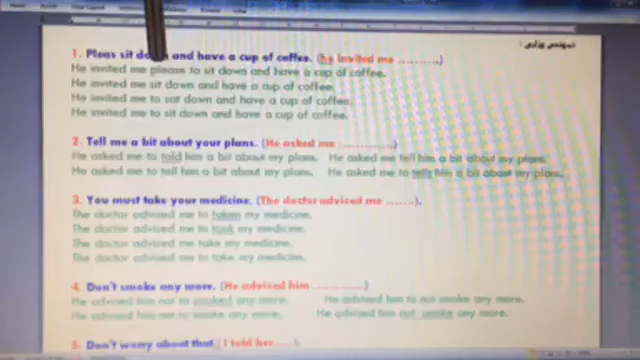 نموونەی وزاری :
1. Pleas sit down and have a cup of coffee. (he invited me ...........)
He invited me please to sit down and have a cup of coffee.
He invited me sit down and have a cup of coffee.
He invited me to sat down and have a cup of coffee.
He invited me to sit down and have a cup of coffee.
2. Tell me a bit about your plans. (He asked me ..............)
He asked me to told him a bit about my plans. He asked me tell him a bit about my plans.
He asked me to tell him a bit about my plans. He asked me to tells him a bit about my plans.
3. You must take your medicine. (The doctor advised me .......).
The doctor advised me to taken my medicine.
The doctor advised me to took my medicine.
The doctor advised me take my medicine.
The doctor advised me to take my medicine.
4. Don't smoke any more. (He advised him ..............)
He advised him not to smoked any more. He advised him to not smoke any more.
He advised him not to smoke any more. He advised him not smoke any more.
5. Don't worry about that ( I told her.....).